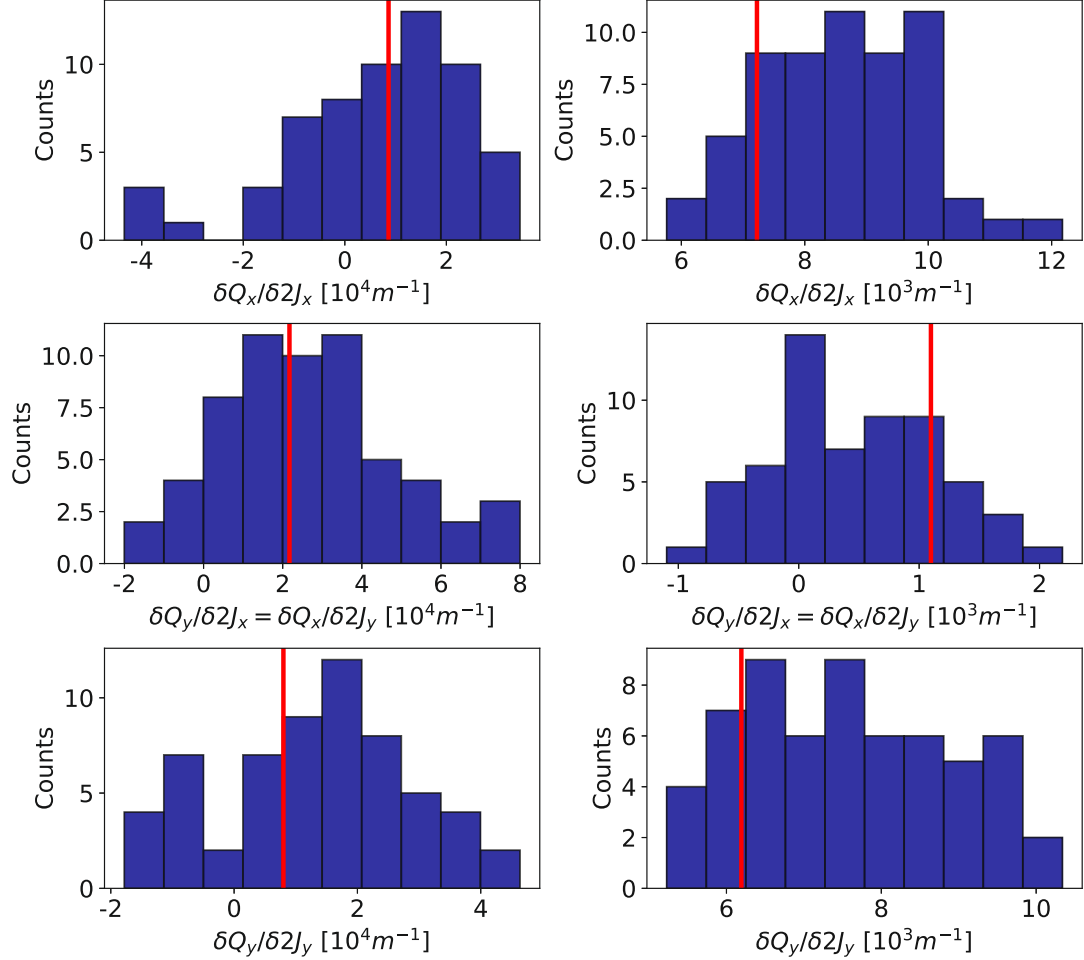 Counts
10
5
0
-4 -2 0 2
δQx/δ2Jx [10⁴m⁻¹]
Counts
10.0
7.5
5.0
2.5
0.0
6 8 10 12
δQx/δ2Jx [10³m⁻¹]
Counts
10.0
7.5
5.0
2.5
0.0
-2 0 2 4 6 8
δQy/δ2Jx = δQx/δ2Jy [10⁴m⁻¹]
Counts
10
5
0
-1 0 1 2
δQy/δ2Jx = δQx/δ2Jy [10³m⁻¹]
Counts
10
5
0
-2 0 2 4
δQy/δ2Jy [10⁴m⁻¹]
Counts
8
6
4
2
0
6 8 10
δQy/δ2Jy [10³m⁻¹]